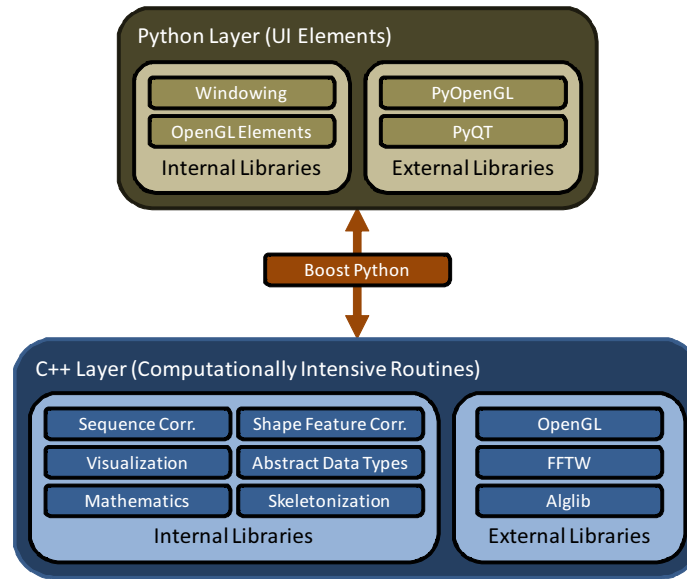 Python Layer (UI Elements)
Windowing
OpenGL Elements
Internal Libraries
PyOpenGL
PyQT
External Libraries
Boost Python
C++ Layer (Computationally Intensive Routines)
Sequence Corr.
Shape Feature Corr.
Visualization
Abstract Data Types
Mathematics
Skeletonization
Internal Libraries
OpenGL
FFTW
Alglib
External Libraries